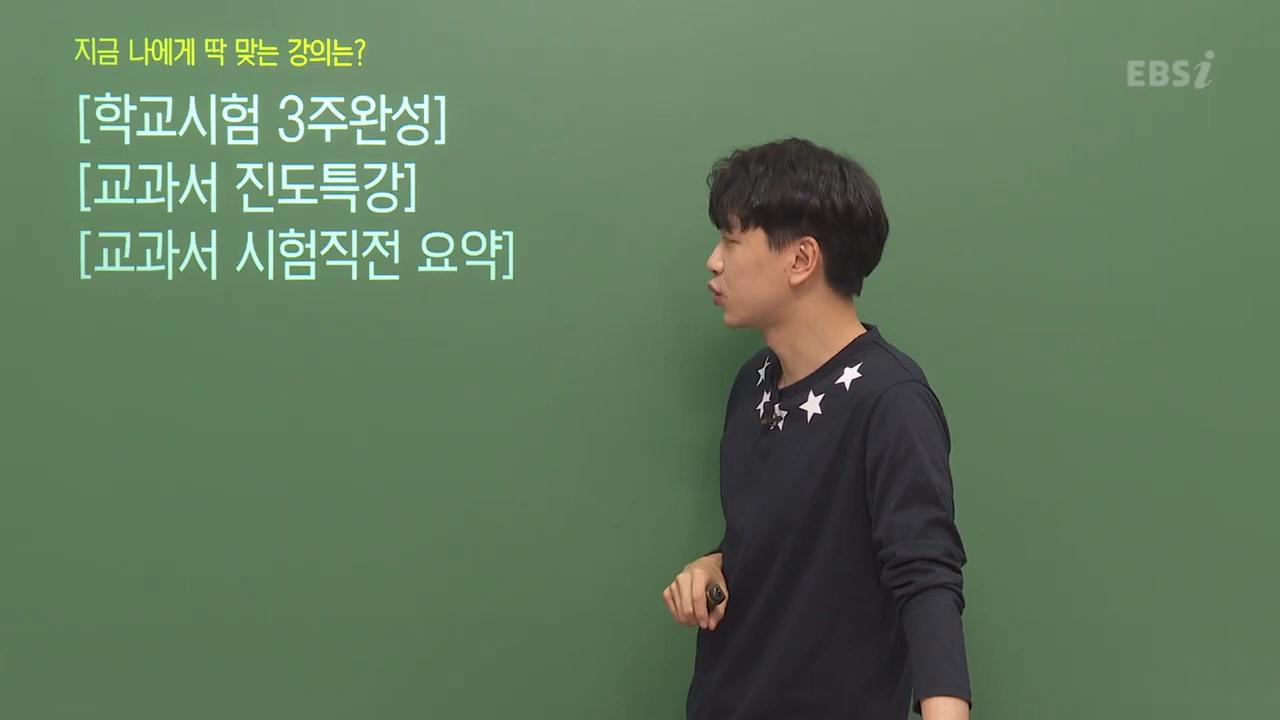 지금 나에게 딱 맞는 강의는?
EBSi
[학교시험 3주완성]
[교과서 진도특강]
[교과서 시험직전 요약]